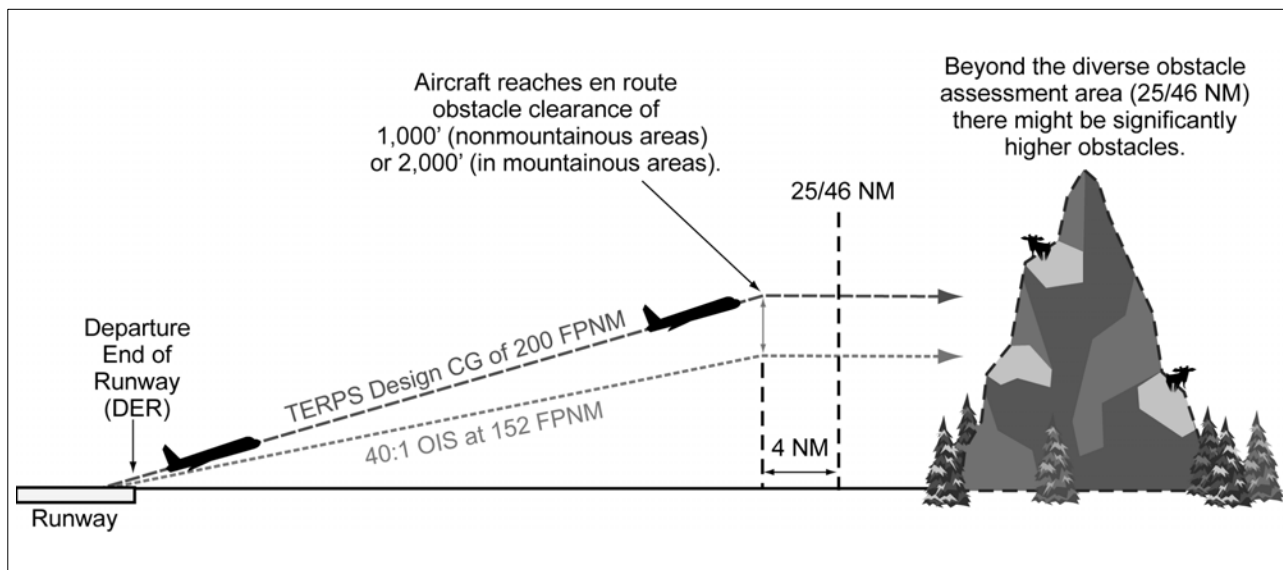 Aircraft reaches en route
obstacle clearance of
1,000’ (nonmountainous areas)
or 2,000’ (in mountainous areas).
Beyond the diverse obstacle
assessment area (25/46 NM)
there might be significantly
higher obstacles.
25/46 NM
Departure
End of
Runway
(DER)
TERPS Design CG of 200 FPNM
40:1 OIS at 152 FPNM
4 NM
Runway